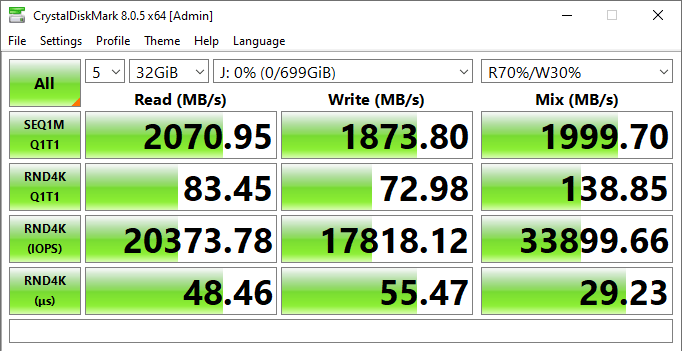 CrystalDiskMark 8.0.5 x64 [Admin]
File Settings Profile Theme Help Language
All 5 32GiB J: 0% (0/699GiB) R70%/W30%
Read (MB/s) Write (MB/s) Mix (MB/s)
SEQ1M
Q1T1 2070.95 1873.80 1999.70
RND4K
Q1T1 83.45 72.98 138.85
RND4K
(IOPS) 20373.78 17818.12 33899.66
RND4K
(µs) 48.46 55.47 29.23